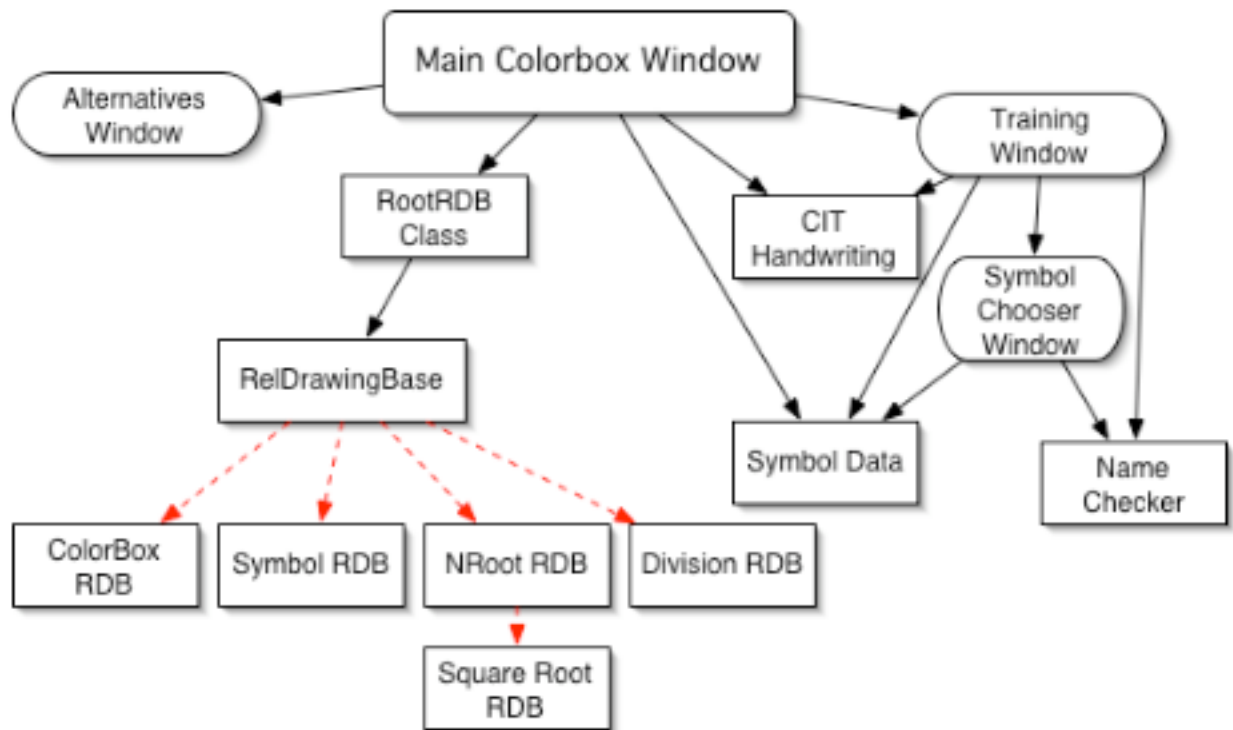 Main Colorbox Window
Alternatives
Window
Training
Window
RootRDB
Class
CIT
Handwriting
Symbol
Chooser
Window
RelDrawingBase
Symbol Data
Name
Checker
ColorBox
RDB
Symbol RDB
NRoot RDB
Division RDB
Square Root
RDB